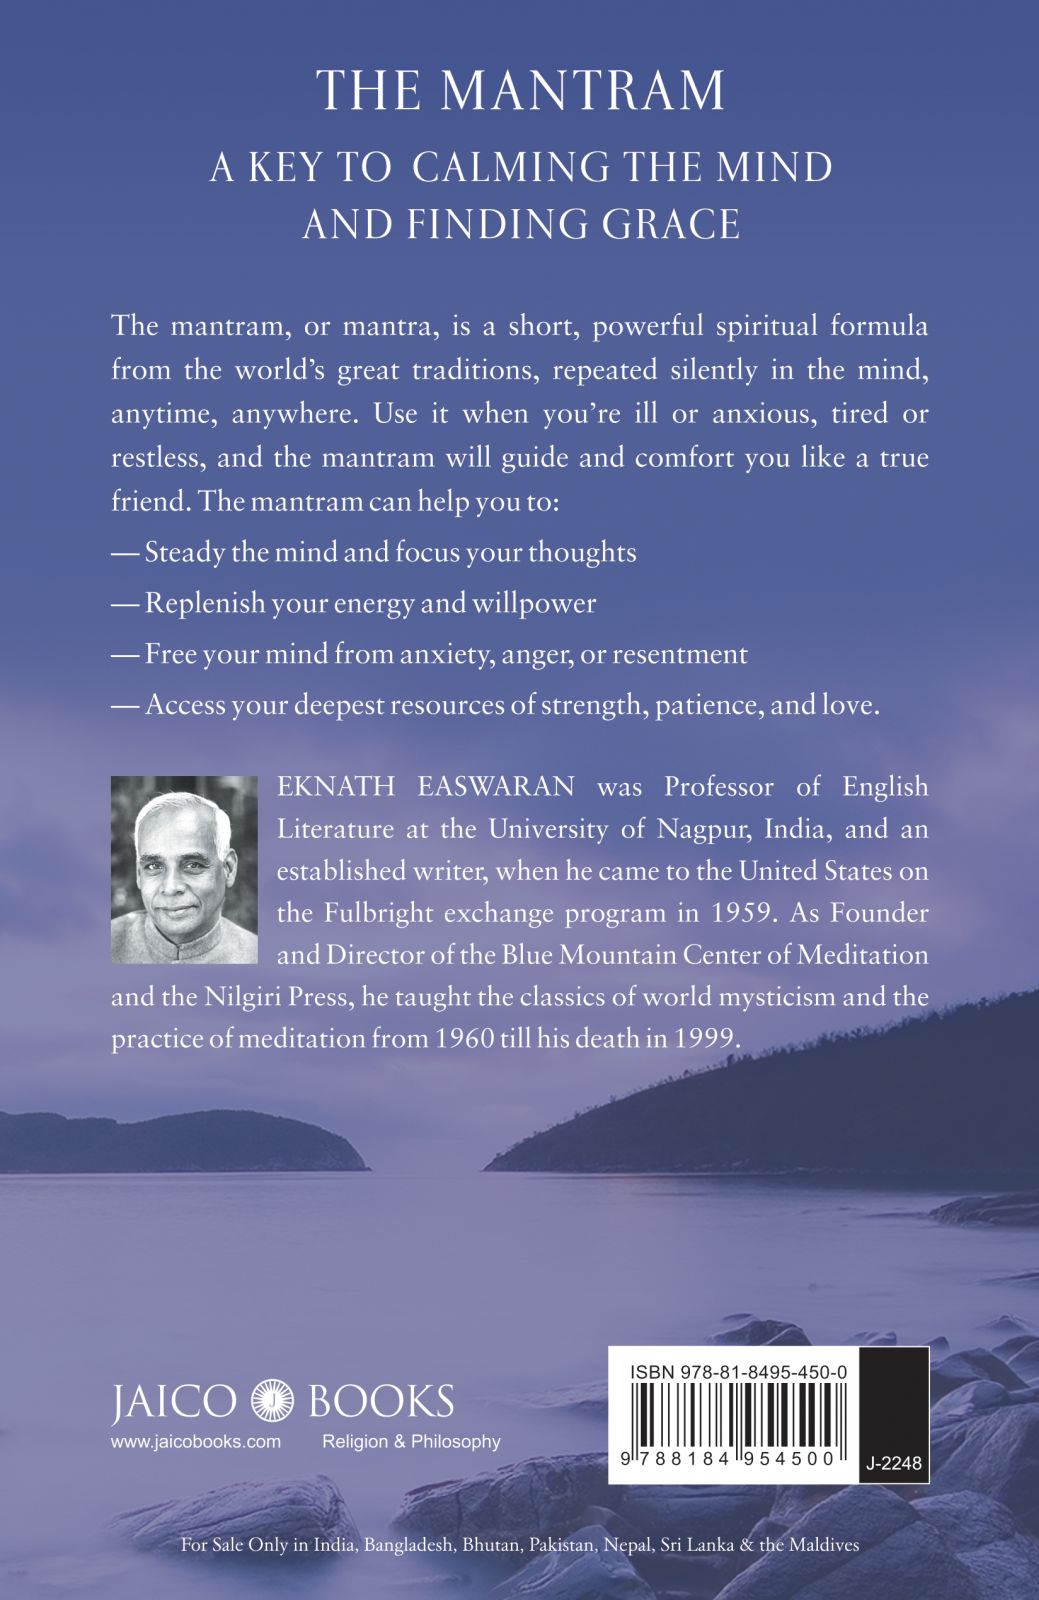 THE MANTRAM
A KEY TO CALMING THE MIND
AND FINDING GRACE
The mantram, or mantra, is a short, powerful spiritual formula
from the world’s great traditions, repeated silently in the mind,
anytime, anywhere. Use it when you’re ill or anxious, tired or
restless, and the mantram will guide and comfort you like a true
friend. The mantram can help you to:
— Steady the mind and focus your thoughts
— Replenish your energy and willpower
— Free your mind from anxiety, anger, or resentment
— Access your deepest resources of strength, patience, and love.
EKNATH EASWARAN was Professor of English
Literature at the University of Nagpur, India, and an
established writer, when he came to the United States on
the Fulbright exchange program in 1959. As Founder
and Director of the Blue Mountain Center of Meditation
and the Nilgiri Press, he taught the classics of world mysticism and the
practice of meditation from 1960 till his death in 1999.
JAICO J BOOKS
www.jaicobooks.com Religion & Philosophy
ISBN 978-81-8495-450-0
9 788184 954500
J-2248
For Sale Only in India, Bangladesh, Bhutan, Pakistan, Nepal, Sri Lanka & the Maldives